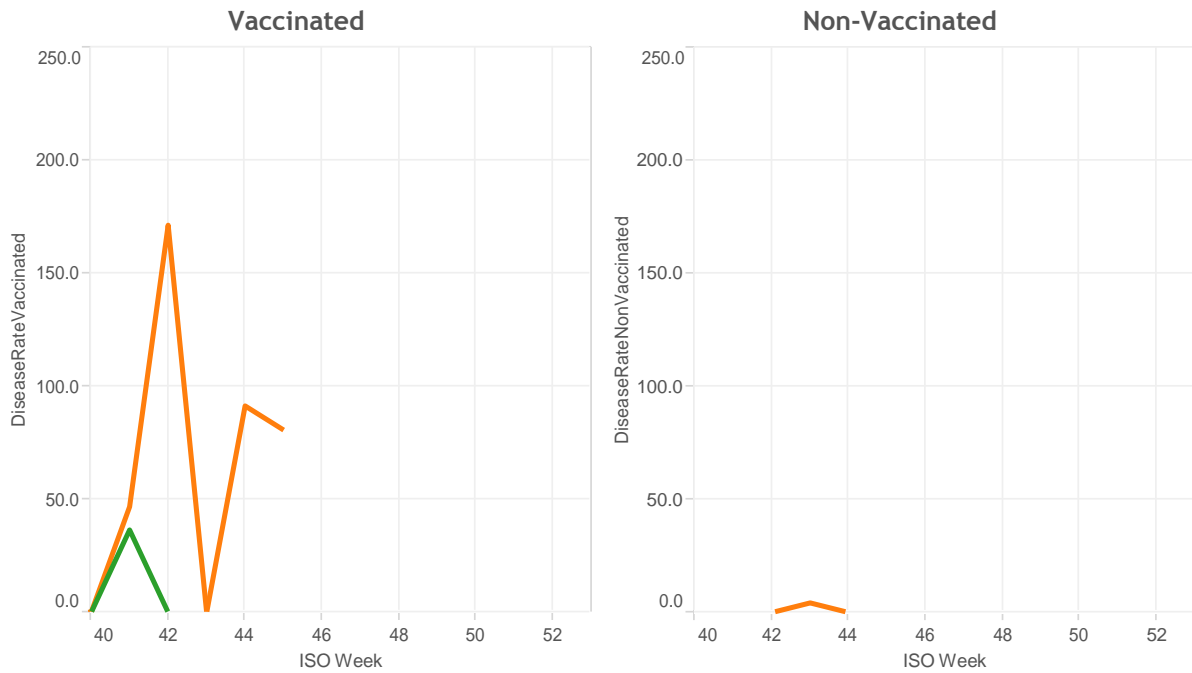 Vaccinated
250.0
200.0
150.0
100.0
50.0
0.0
DiseaseRateVaccinated
40 42 44 46 48 50 52
ISO Week
Non-Vaccinated
250.0
200.0
150.0
100.0
50.0
0.0
DiseaseRateNonVaccinated
40 42 44 46 48 50 52
ISO Week